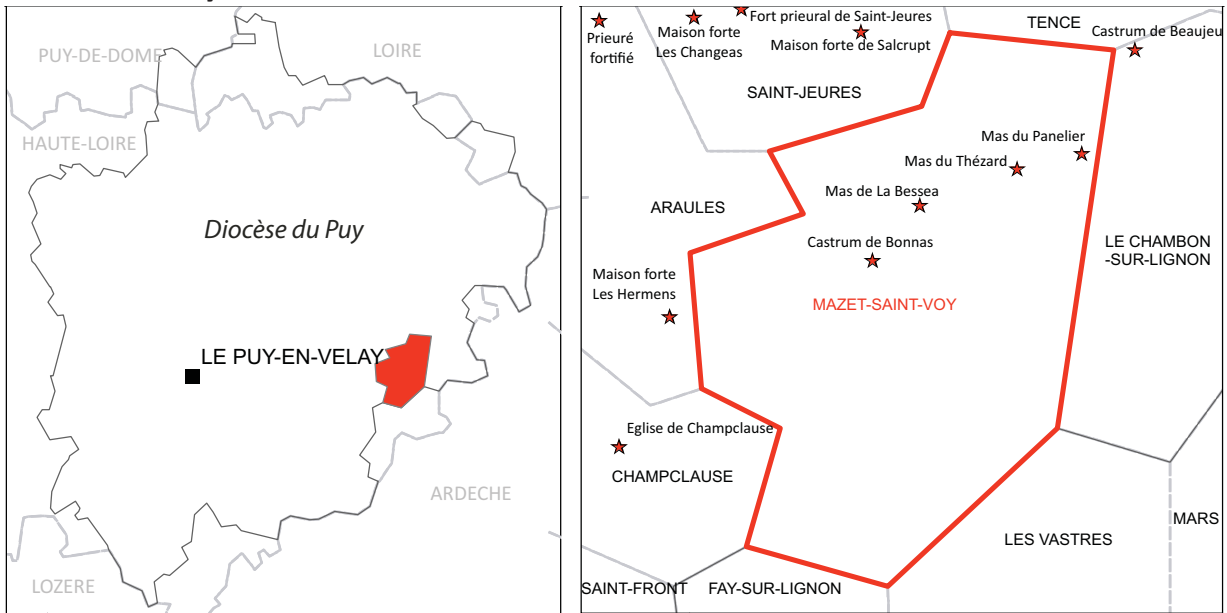 PUY-DE-DOME
LOIRE
HAUTE-LOIRE
Diocèse du Puy
LE PUY-EN-VELAY
ARDECHE
LOZERE
TENCE
Fort prieural de Saint-Jeures
Castrum de Beaujeu
Prieuré
fortifié
Maison forte
Les Changeas
Maison forte de Salcrupt
SAINT-JEURES
Mas du Panelier
Mas du Thézard
Mas de La Bessea
ARAULES
Castrum de Bonnas
LE CHAMBON
-SUR-LIGNON
Maison forte
Les Hermens
MAZET-SAINT-VOY
Eglise de Champclause
CHAMPCLAUSE
MARS
LES VASTRES
SAINT-FRONT
FAY-SUR-LIGNON